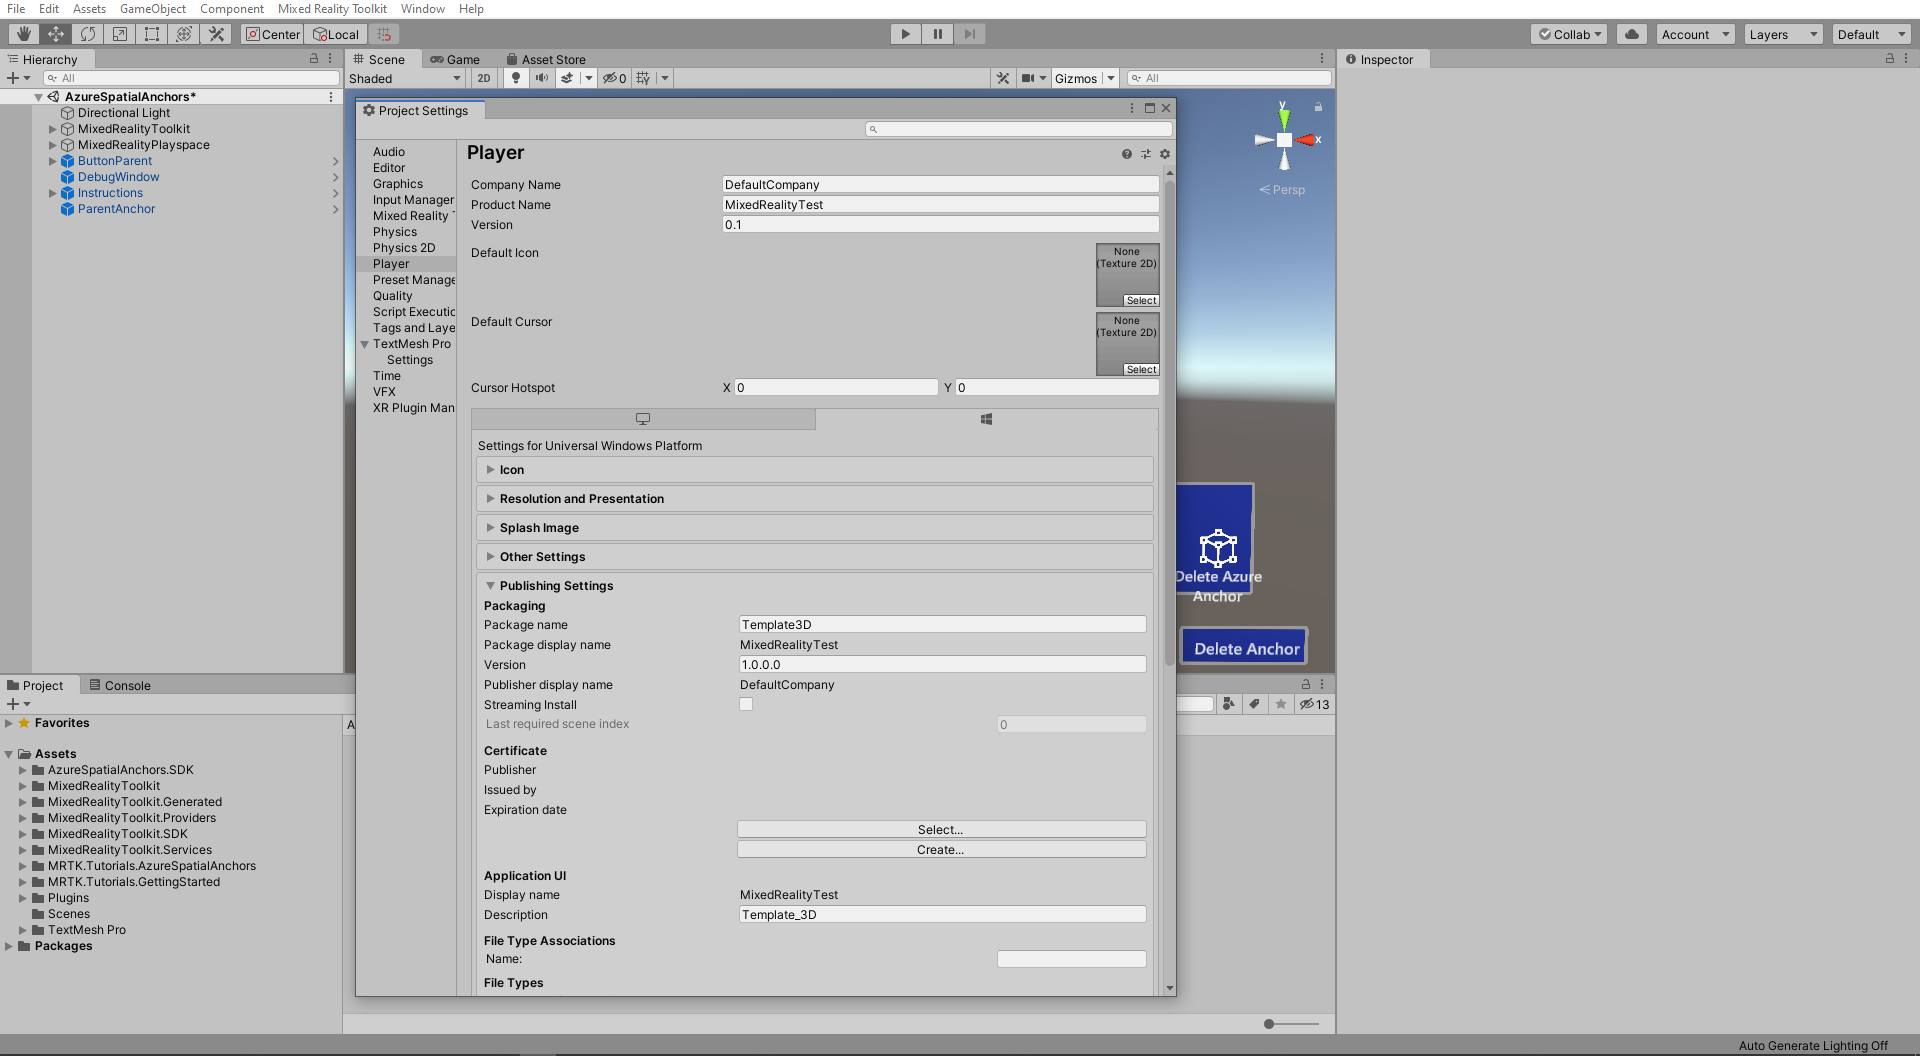 File Edit Assets GameObject Component Mixed Reality Toolkit Window Help
Center Local Collab Account Layers Default
Hierarchy
All
AzureSpatialAnchors*
Directional Light
MixedRealityToolkit
MixedRealityPlayspace
ButtonParent
DebugWindow
Instructions
ParentAnchor
Scene Game Asset Store
Shaded 2D 0 Gizmos All
y
x
Persp
Delete Azure
Anchor
Delete Anchor
Inspector
Project Settings
Audio
Editor
Graphics
Input Manager
Mixed Reality
Physics
Physics 2D
Player
Preset Manage
Quality
Script Executio
Tags and Laye
TextMesh Pro
Settings
Time
VFX
XR Plugin Man
Player
Company Name DefaultCompany
Product Name MixedRealityTest
Version 0.1
Default Icon
None
(Texture 2D)
Select
Default Cursor
None
(Texture 2D)
Select
Cursor Hotspot X 0 Y 0
Settings for Universal Windows Platform
Icon
Resolution and Presentation
Splash Image
Other Settings
Publishing Settings
Packaging
Package name Template3D
Package display name MixedRealityTest
Version 1.0.0.0
Publisher display name DefaultCompany
Streaming Install
Last required scene index 0
Certificate
Publisher
Issued by
Expiration date
Select...
Create...
Application UI
Display name MixedRealityTest
Description Template_3D
File Type Associations
Name:
File Types
Project Console
13
Favorites
A
Assets
AzureSpatialAnchors.SDK
MixedRealityToolkit
MixedRealityToolkit.Generated
MixedRealityToolkit.Providers
MixedRealityToolkit.SDK
MixedRealityToolkit.Services
MRTK.Tutorials.AzureSpatialAnchors
MRTK.Tutorials.GettingStarted
Plugins
Scenes
TextMesh Pro
Packages
Auto Generate Lighting Off